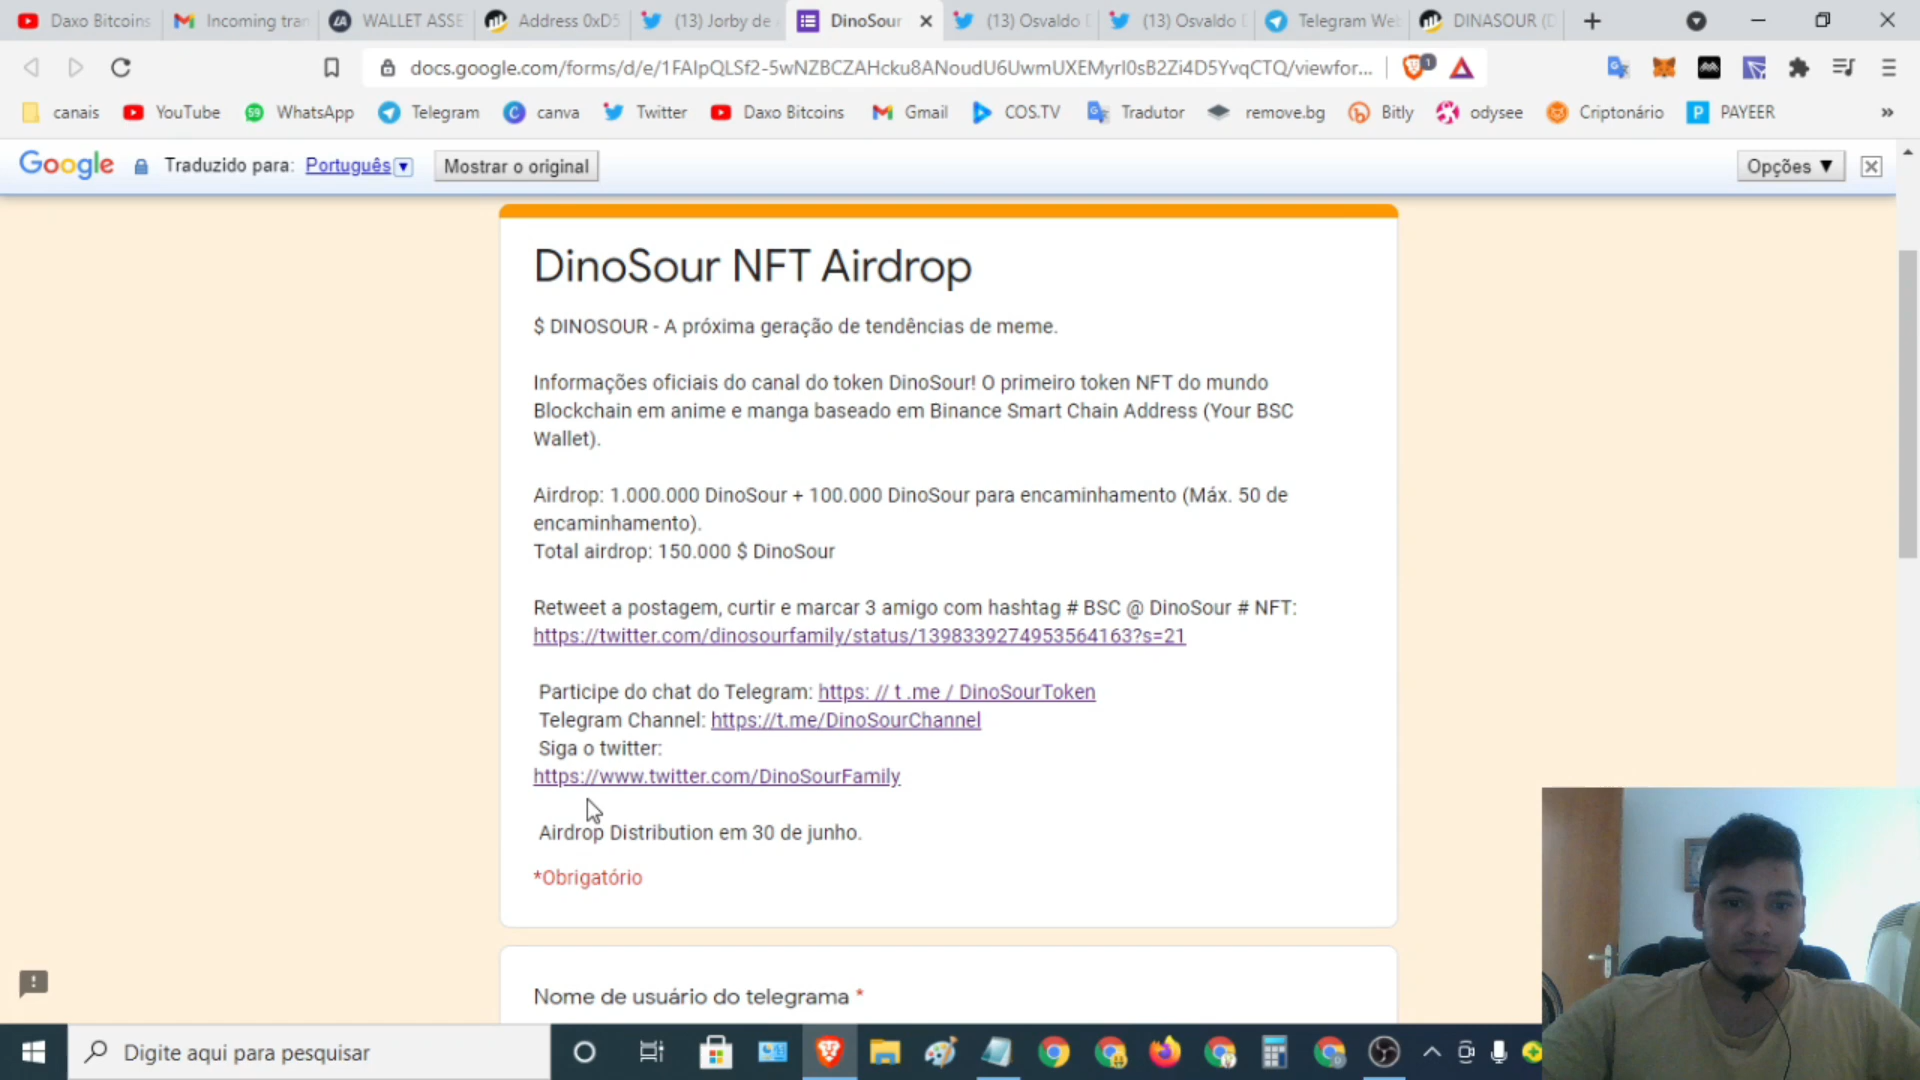 Daxo Bitcoins
Incoming tran
WALLET ASSE
Address 0xD5
(13) Jorby de
DinoSour
(13) Osvaldo
(13) Osvaldo
Telegram We
DINASOUR (D
docs.google.com/forms/d/e/1FAIpQLSf2-5wNZBCZAHcku8ANoudU6UwmUXEMyrI0sB2Zi4D5YvqCTQ/viewfor...
1
canais
YouTube
WhatsApp
Telegram
canva
Twitter
Daxo Bitcoins
Gmail
COS.TV
Tradutor
remove.bg
Bitly
odysee
Criptonário
PAYEER
»
Google
Traduzido para: Português
Mostrar o original
Opções ▼
DinoSour NFT Airdrop
$ DINOSOUR - A próxima geração de tendências de meme.
Informações oficiais do canal do token DinoSour! O primeiro token NFT do mundo
Blockchain em anime e manga baseado em Binance Smart Chain Address (Your BSC
Wallet).
Airdrop: 1.000.000 DinoSour + 100.000 DinoSour para encaminhamento (Máx. 50 de
encaminhamento).
Total airdrop: 150.000 $ DinoSour
Retweet a postagem, curtir e marcar 3 amigo com hashtag # BSC @ DinoSour # NFT:
https://twitter.com/dinosourfamily/status/1398339274953564163?s=21
Participe do chat do Telegram: https: // t .me / DinoSourToken
Telegram Channel: https://t.me/DinoSourChannel
Siga o twitter:
https://www.twitter.com/DinoSourFamily
Airdrop Distribution em 30 de junho.
*Obrigatório
Nome de usuário do telegrama *
Digite aqui para pesquisar